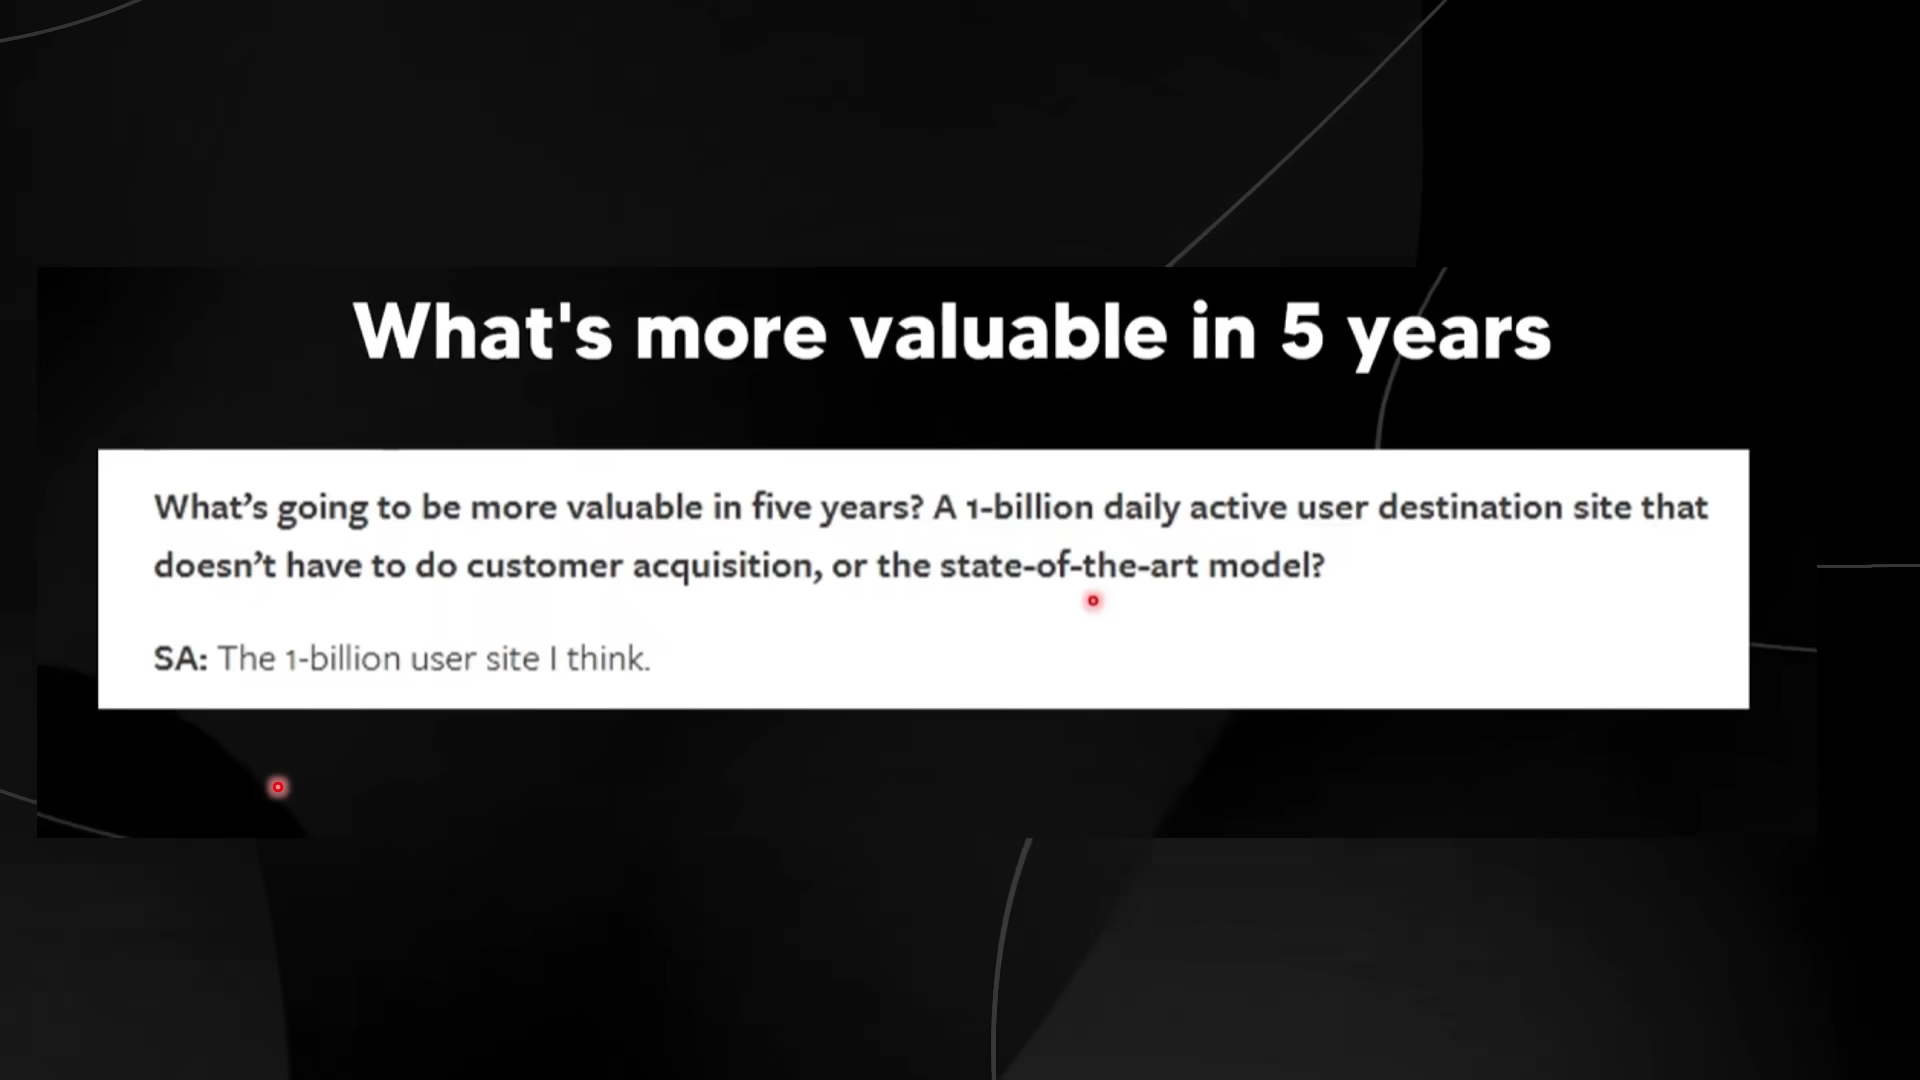 What's more valuable in 5 years
What’s going to be more valuable in five years? A 1-billion daily active user destination site that
doesn’t have to do customer acquisition, or the state-of-the-art model?
SA: The 1-billion user site I think.